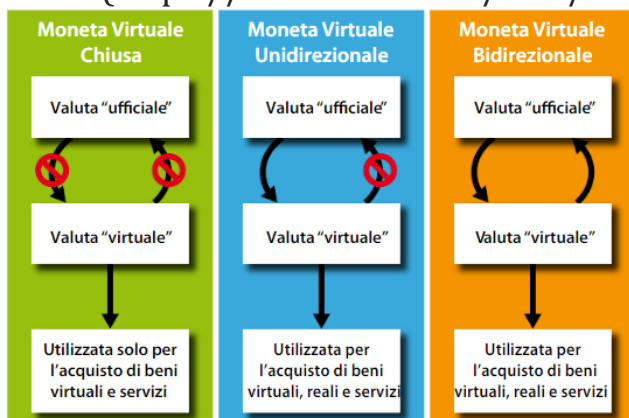 Moneta Virtuale
Chiusa
Valuta “ufficiale”
Valuta “virtuale”
Utilizzata solo per
l’acquisto di beni
virtuali e servizi
Moneta Virtuale
Unidirezionale
Valuta “ufficiale”
Valuta “virtuale”
Utilizzata per
l’acquisto di beni
virtuali, reali e servizi
Moneta Virtuale
Bidirezionale
Valuta “ufficiale”
Valuta “virtuale”
Utilizzata per
l’acquisto di beni
virtuali, reali e servizi